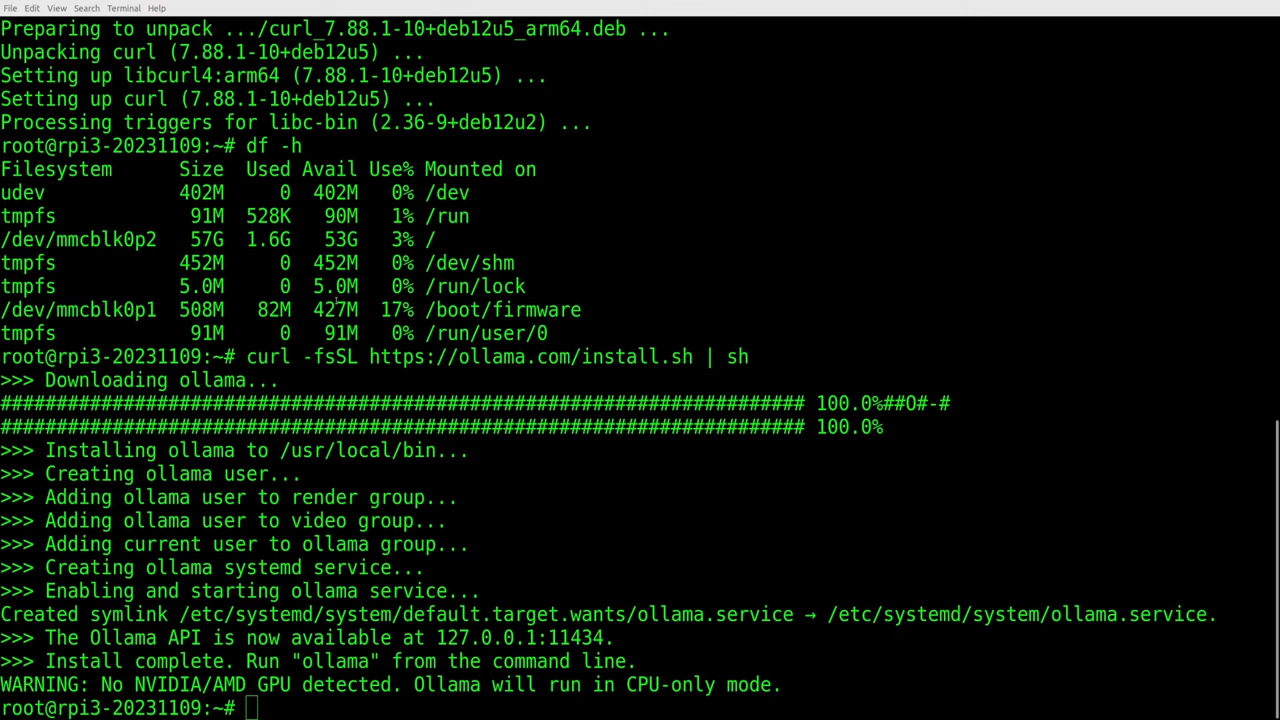 File Edit View Search Terminal Help
Preparing to unpack .../curl_7.88.1-10+deb12u5_arm64.deb ...
Unpacking curl (7.88.1-10+deb12u5) ...
Setting up libcurl4:arm64 (7.88.1-10+deb12u5) ...
Setting up curl (7.88.1-10+deb12u5) ...
Processing triggers for libc-bin (2.36-9+deb12u2) ...
root@rpi3-20231109:~# df -h
Filesystem      Size  Used Avail Use% Mounted on
udev            402M     0  402M   0% /dev
tmpfs            91M  528K   90M   1% /run
/dev/mmcblk0p2   57G  1.6G   53G   3% /
tmpfs           452M     0  452M   0% /dev/shm
tmpfs           5.0M     0  5.0M   0% /run/lock
/dev/mmcblk0p1  508M   82M  427M  17% /boot/firmware
tmpfs            91M     0   91M   0% /run/user/0
root@rpi3-20231109:~# curl -fsSL https://ollama.com/install.sh | sh
>>> Downloading ollama...
######################################################################## 100.0%##O#-#
######################################################################## 100.0%
>>> Installing ollama to /usr/local/bin...
>>> Creating ollama user...
>>> Adding ollama user to render group...
>>> Adding ollama user to video group...
>>> Adding current user to ollama group...
>>> Creating ollama systemd service...
>>> Enabling and starting ollama service...
Created symlink /etc/systemd/system/default.target.wants/ollama.service → /etc/systemd/system/ollama.service.
>>> The Ollama API is now available at 127.0.0.1:11434.
>>> Install complete. Run "ollama" from the command line.
WARNING: No NVIDIA/AMD GPU detected. Ollama will run in CPU-only mode.
root@rpi3-20231109:~#